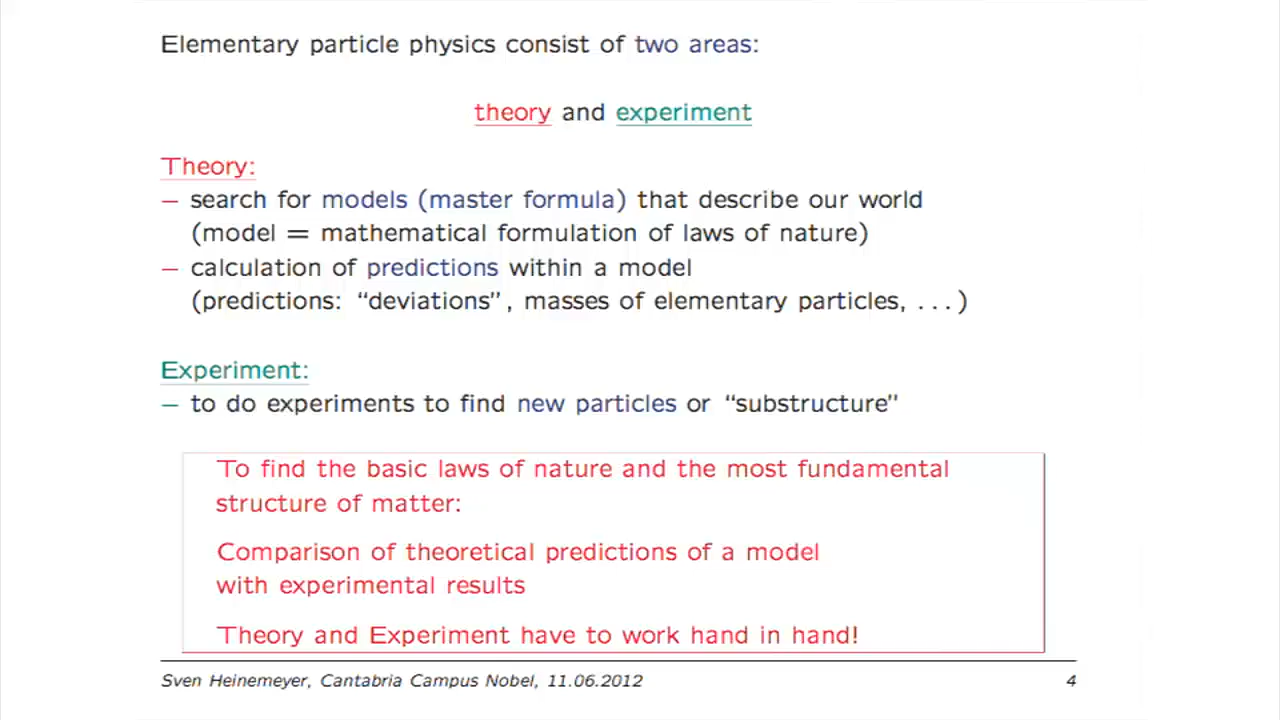 Elementary particle physics consist of two areas:
theory and experiment
Theory:
– search for models (master formula) that describe our world
(model = mathematical formulation of laws of nature)
– calculation of predictions within a model
(predictions: “deviations”, masses of elementary particles, ...)
Experiment:
– to do experiments to find new particles or “substructure”
To find the basic laws of nature and the most fundamental
structure of matter:
Comparison of theoretical predictions of a model
with experimental results
Theory and Experiment have to work hand in hand!
Sven Heinemeyer, Cantabria Campus Nobel, 11.06.2012 4